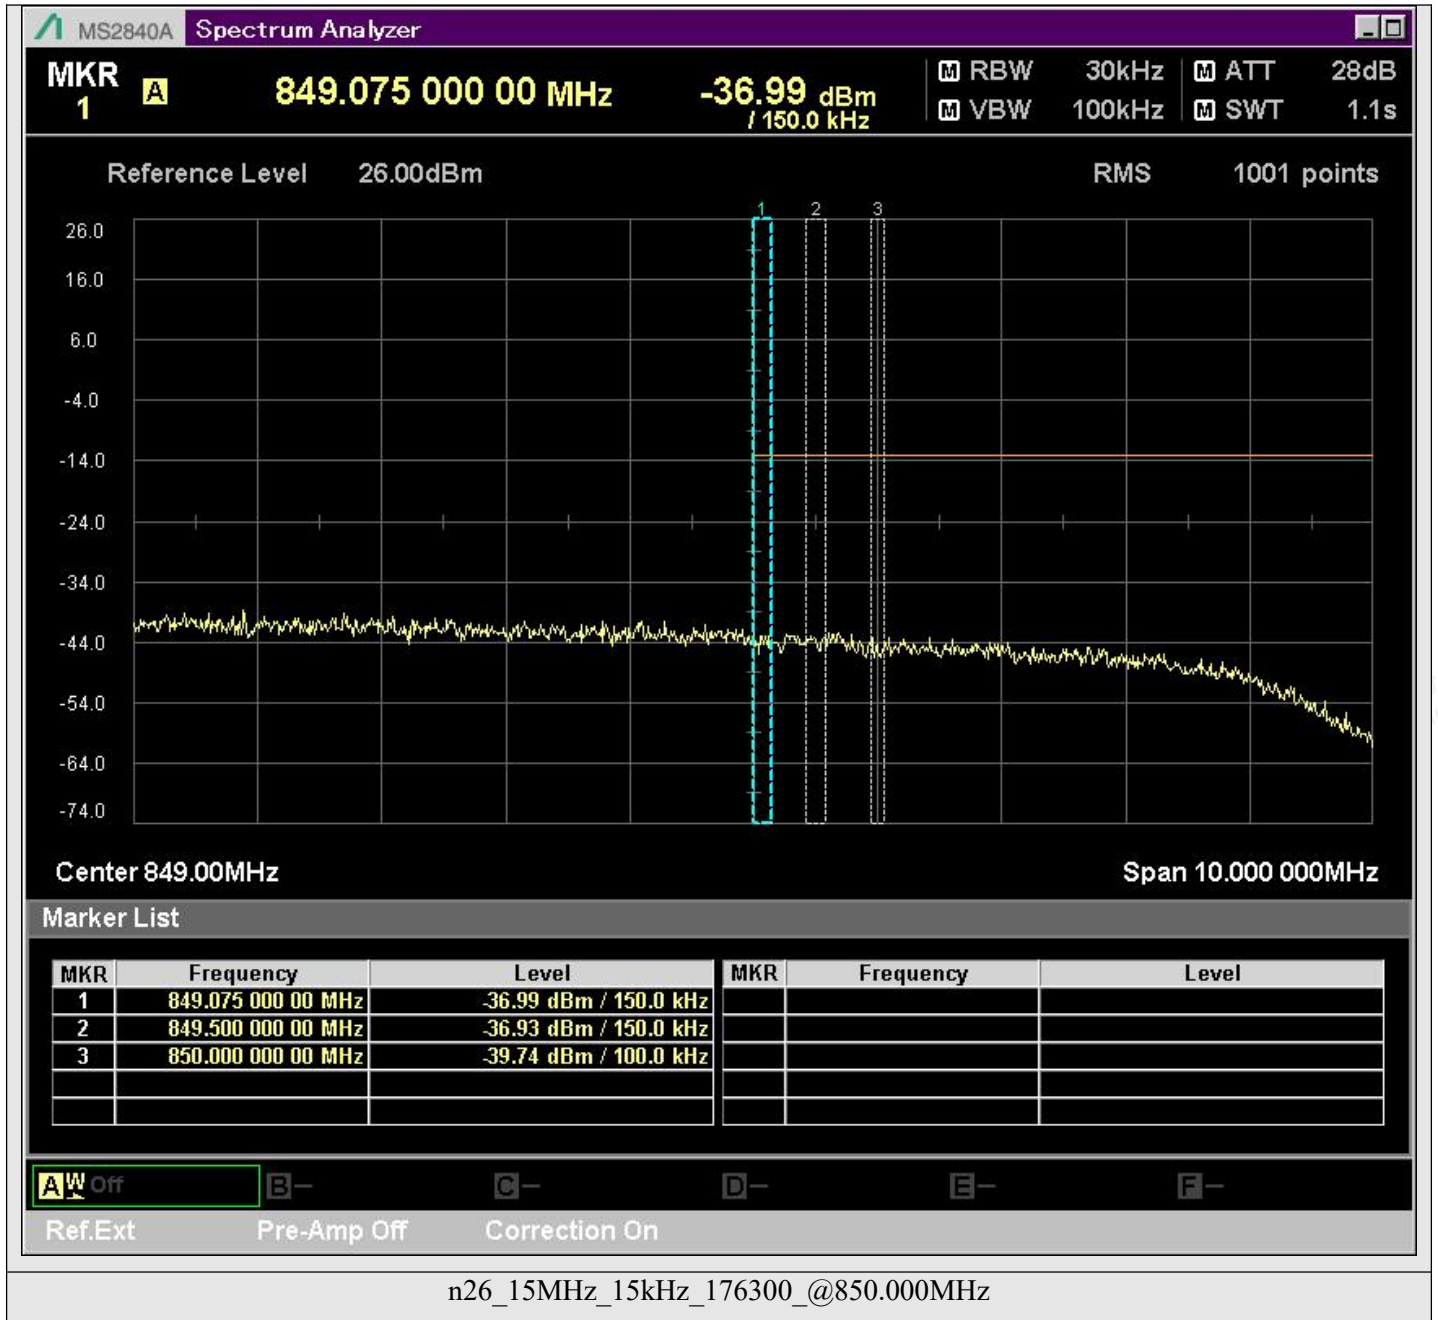 MS2840A Spectrum Analyzer
MKR 1 A 849.075 000 00 MHz -36.99 dBm / 150.0 kHz
M RBW 30kHz M ATT 28dB
M VBW 100kHz M SWT 1.1s
Reference Level 26.00dBm RMS 1001 points
1 2 3
26.0
16.0
6.0
-4.0
-14.0
-24.0
-34.0
-44.0
-54.0
-64.0
-74.0
Center 849.00MHz Span 10.000 000MHz
Marker List
MKR Frequency Level MKR Frequency Level
1 849.075 000 00 MHz -36.99 dBm / 150.0 kHz
2 849.500 000 00 MHz -36.93 dBm / 150.0 kHz
3 850.000 000 00 MHz -39.74 dBm / 100.0 kHz
A W Off B- C- D- E- F-
Ref.Ext Pre-Amp Off Correction On
n26_15MHz_15kHz_176300_@850.000MHz